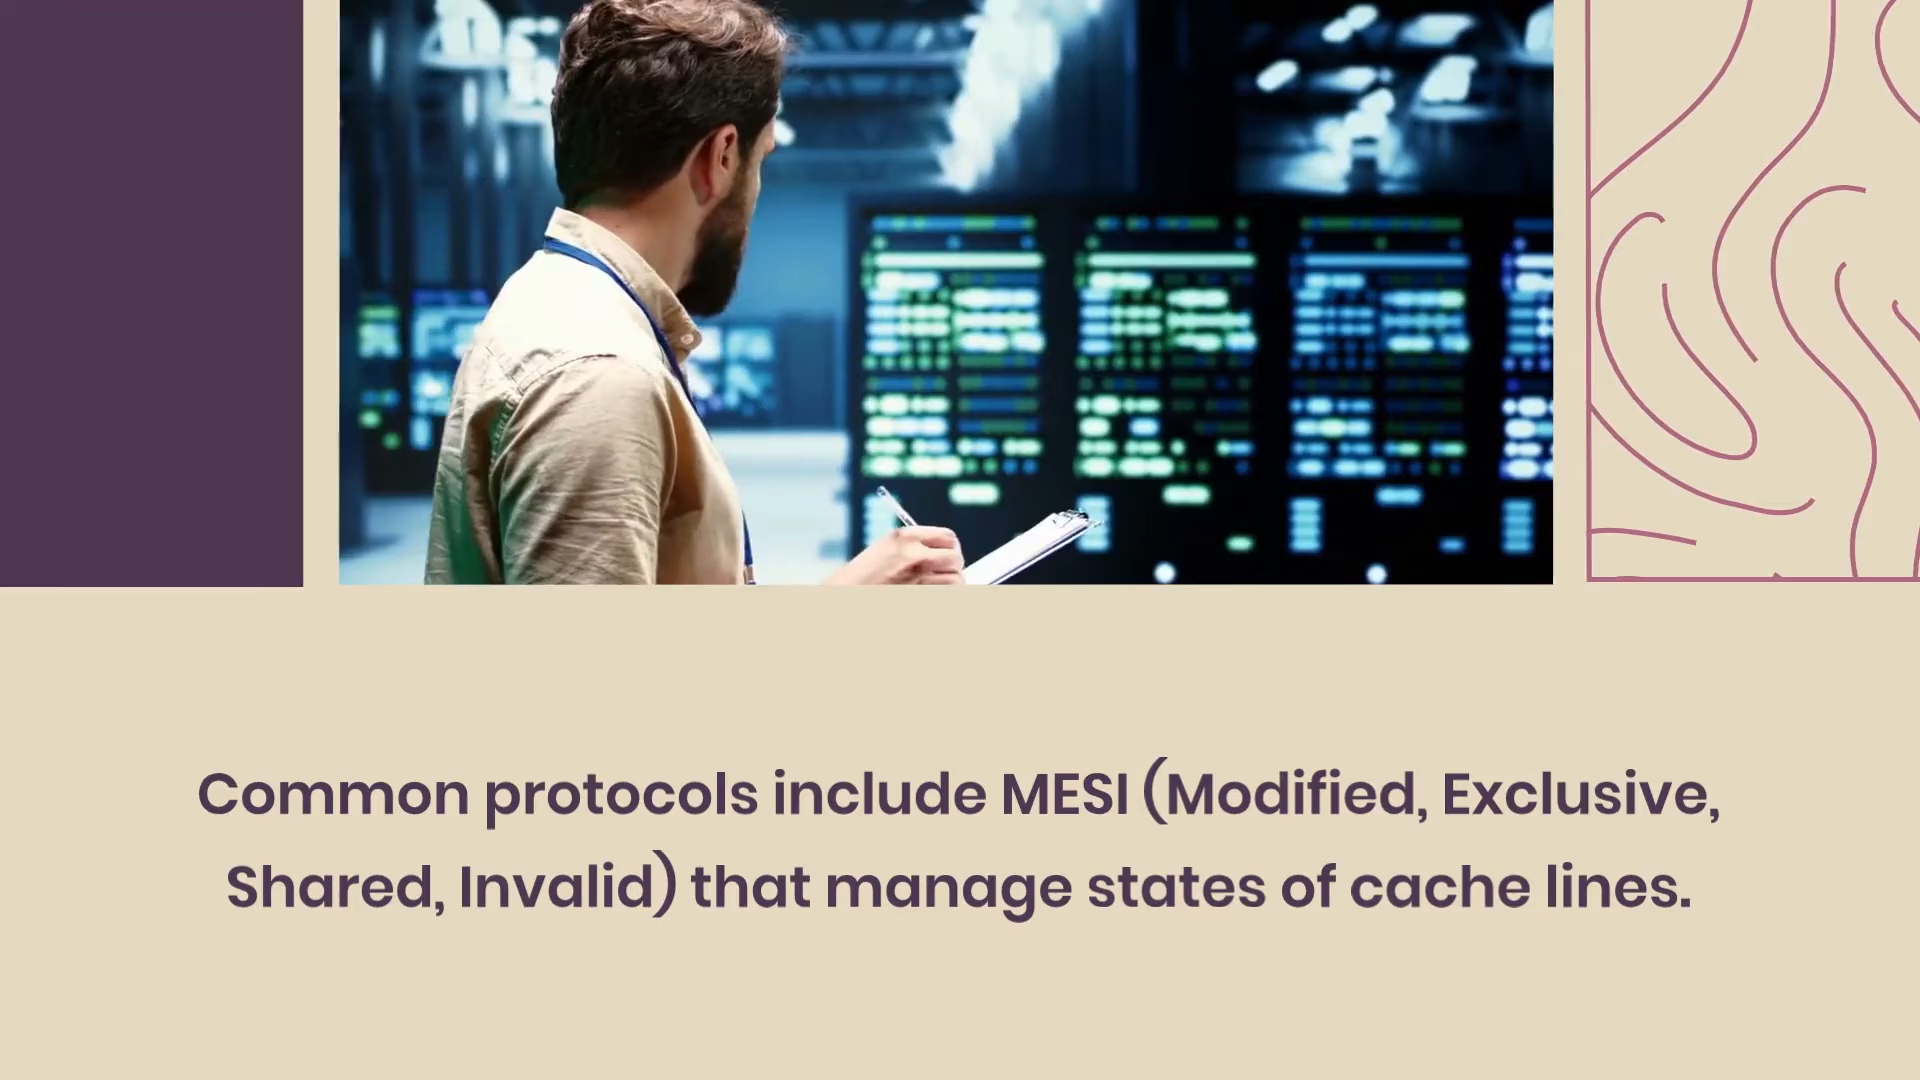 Common protocols include MESI (Modified, Exclusive,
Shared, Invalid) that manage states of cache lines.